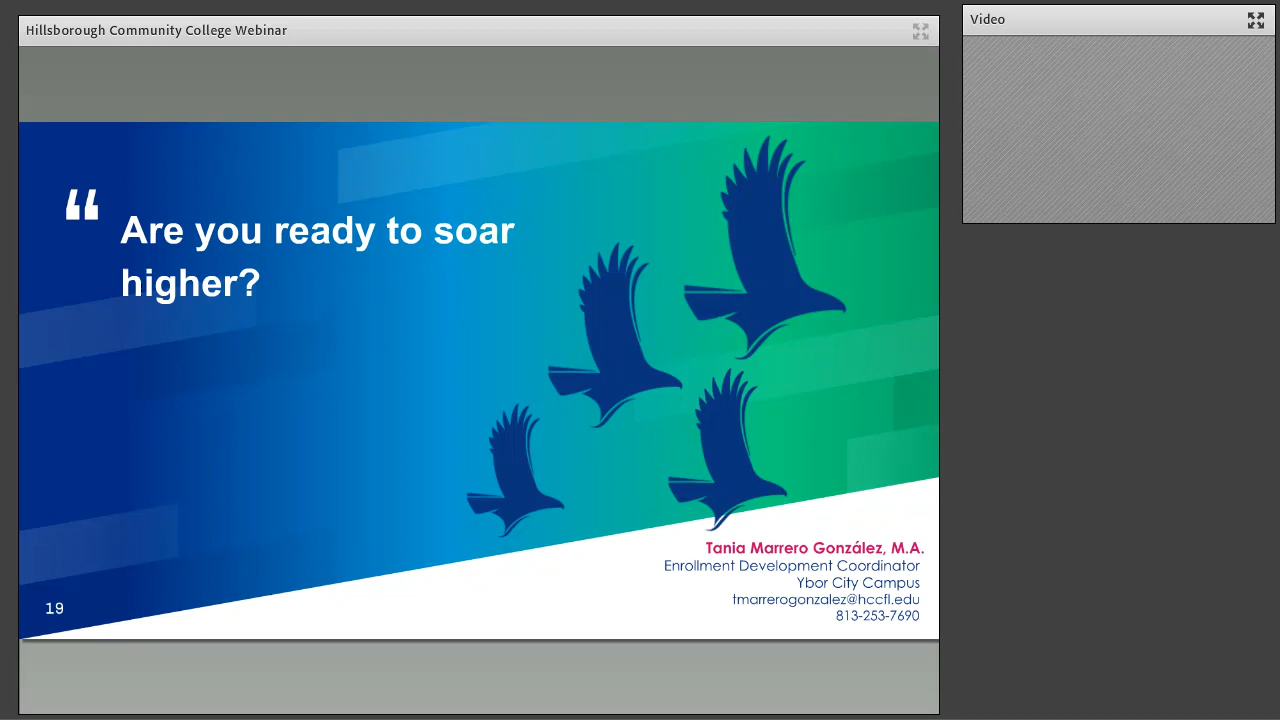 Hillsborough Community College Webinar
Video
“ Are you ready to soar
higher?
Tania Marrero González, M.A.
Enrollment Development Coordinator
Ybor City Campus
tmarrerogonzalez@hccfl.edu
813-253-7690
19